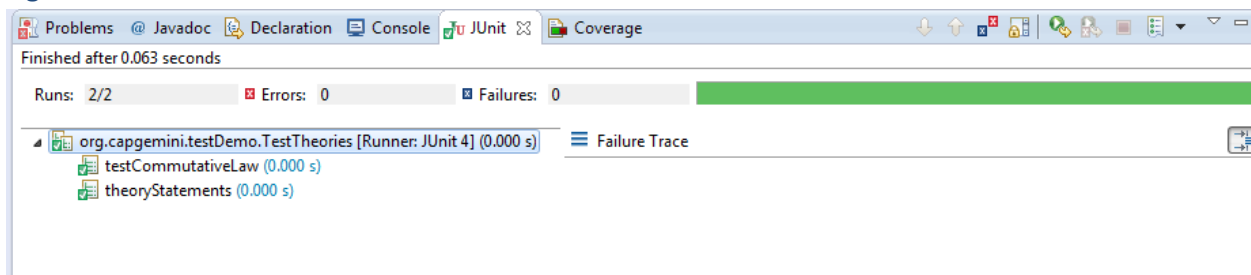 Problems @ Javadoc Declaration Console JUnit Coverage
Finished after 0.063 seconds
Runs: 2/2 Errors: 0 Failures: 0
org.capgemini.testDemo.TestTheories [Runner: JUnit 4] (0.000 s) Failure Trace
testCommutativeLaw (0.000 s)
theoryStatements (0.000 s)